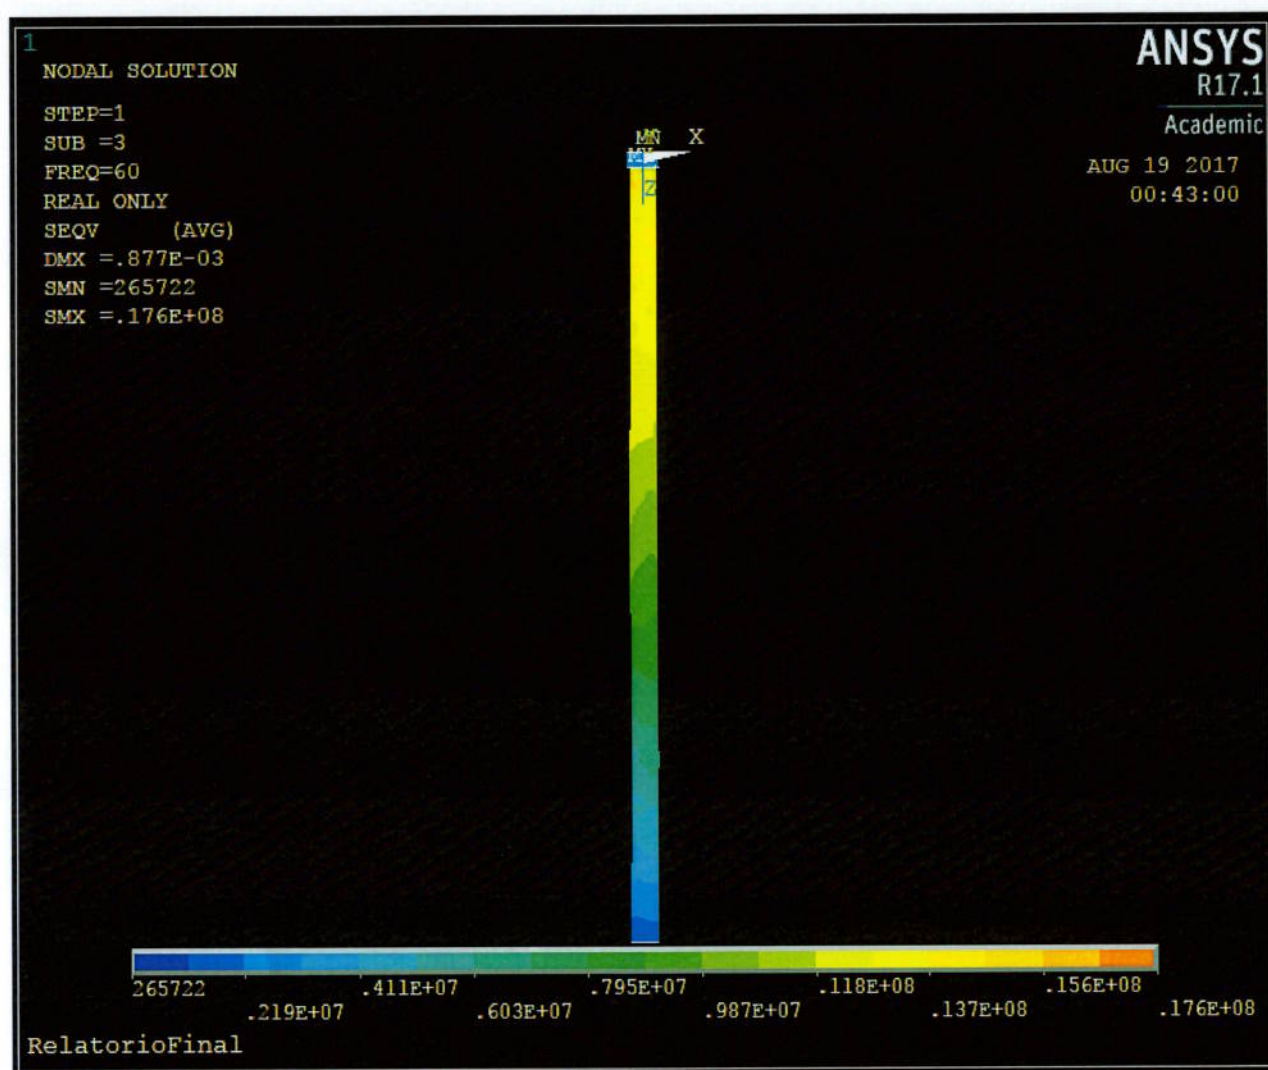 1
NODAL SOLUTION
STEP=1
SUB =3
FREQ=60
REAL ONLY
SEQV (AVG)
DMX =.877E-03
SMN =265722
SMX =.176E+08
ANSYS
R17.1
Academic
AUG 19 2017
00:43:00
MN X
Z
265722 .411E+07 .795E+07 .118E+08 .156E+08
.219E+07 .603E+07 .987E+07 .137E+08 .176E+08
RelatorioFinal